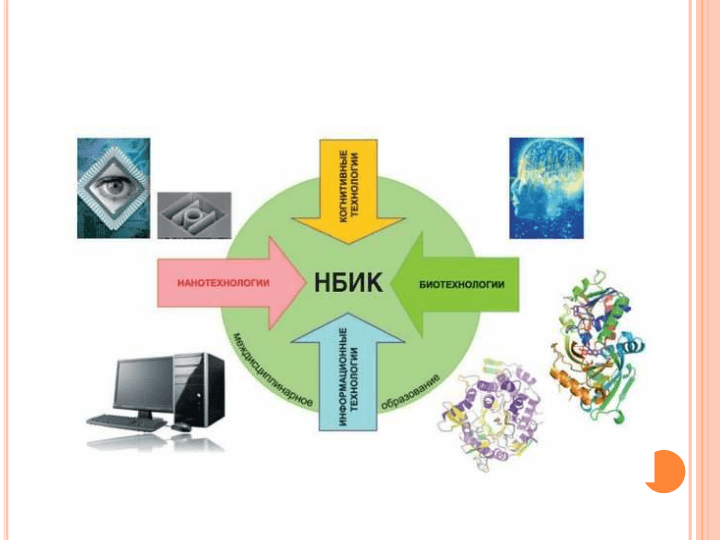 КОГНИТИВНЫЕ
ТЕХНОЛОГИИ
НАНОТЕХНОЛОГИИ
НБИК
БИОТЕХНОЛОГИИ
ИНФОРМАЦИОННЫЕ
ТЕХНОЛОГИИ
междисциплинарное
образование